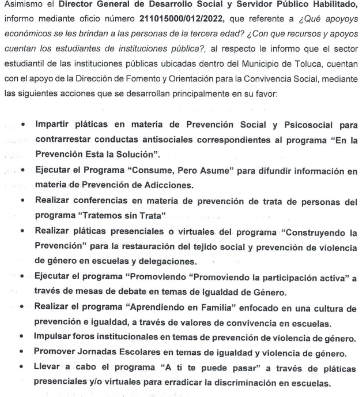 Asimismo el Director General de Desarrollo Social y Servidor Público Habilitado,
informo mediante oficio número 211015000/012/2022, que referente a ¿Qué apoyos
económicos se les brindan a las personas de la tercera edad? ¿Con que recursos y apoyos
cuentan los estudiantes de instituciones pública?, al respecto le informo que el sector
estudiantil de las instituciones públicas ubicadas dentro del Municipio de Toluca, cuentan
con el apoyo de la Dirección de Fomento y Orientación para la Convivencia Social, mediante
las siguientes acciones que se desarrollan principalmente en su favor:
• Impartir pláticas en materia de Prevención Social y Psicosocial para
contrarrestar conductas antisociales correspondientes al programa “En la
Prevención Esta la Solución”.
• Ejecutar el Programa “Consume, Pero Asume” para difundir información en
materia de Prevención de Adicciones.
• Realizar conferencias en materia de prevención de trata de personas del
programa “Tratemos sin Trata”
• Realizar pláticas presenciales o virtuales del programa “Construyendo la
Prevención” para la restauración del tejido social y prevención de violencia
de género en escuelas y delegaciones.
• Ejecutar el programa “Promoviendo “Promoviendo la participación activa” a
través de mesas de debate en temas de Igualdad de Género.
• Realizar el programa “Aprendiendo en Familia” enfocado en una cultura de
prevención e igualdad, a través de valores de convivencia en escuelas.
• Impulsar foros institucionales en temas de prevención de violencia de género.
• Promover Jornadas Escolares en temas de igualdad y violencia de género.
• Llevar a cabo el programa “A ti te puede pasar” a través de pláticas
presenciales y/o virtuales para erradicar la discriminación en escuelas.